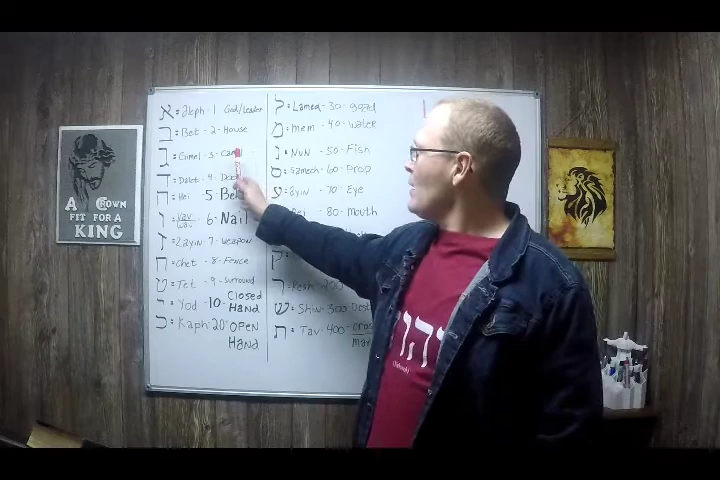 A CROWN
FIT FOR A
KING
א = Aleph - 1 God/Leader
ב = Bet - 2 - House
ג = Gimel - 3 -
ד = Dalet - 4 -
ה = Hei - 5
ו = Vav/Wav - 6 - Nail
ז = Zayin 7 - Weapon
ח = Chet - 8 - Fence
ט = Tet - 9 - Surround
י = Yod - 10 - Closed
Hand
כ = Kaph - 20 - Open
Hand
ל = Lamed - 30 - goad
מ = Mem - 40 - Water
נ = Nun - 50 - Fish
ס = Samech - 60 - Prop
ע = Ayin - 70 - Eye
80 - Mouth
ק
ר = Resh - 200
ש = Shin - 300
ת = Tav - 400 -
יהו